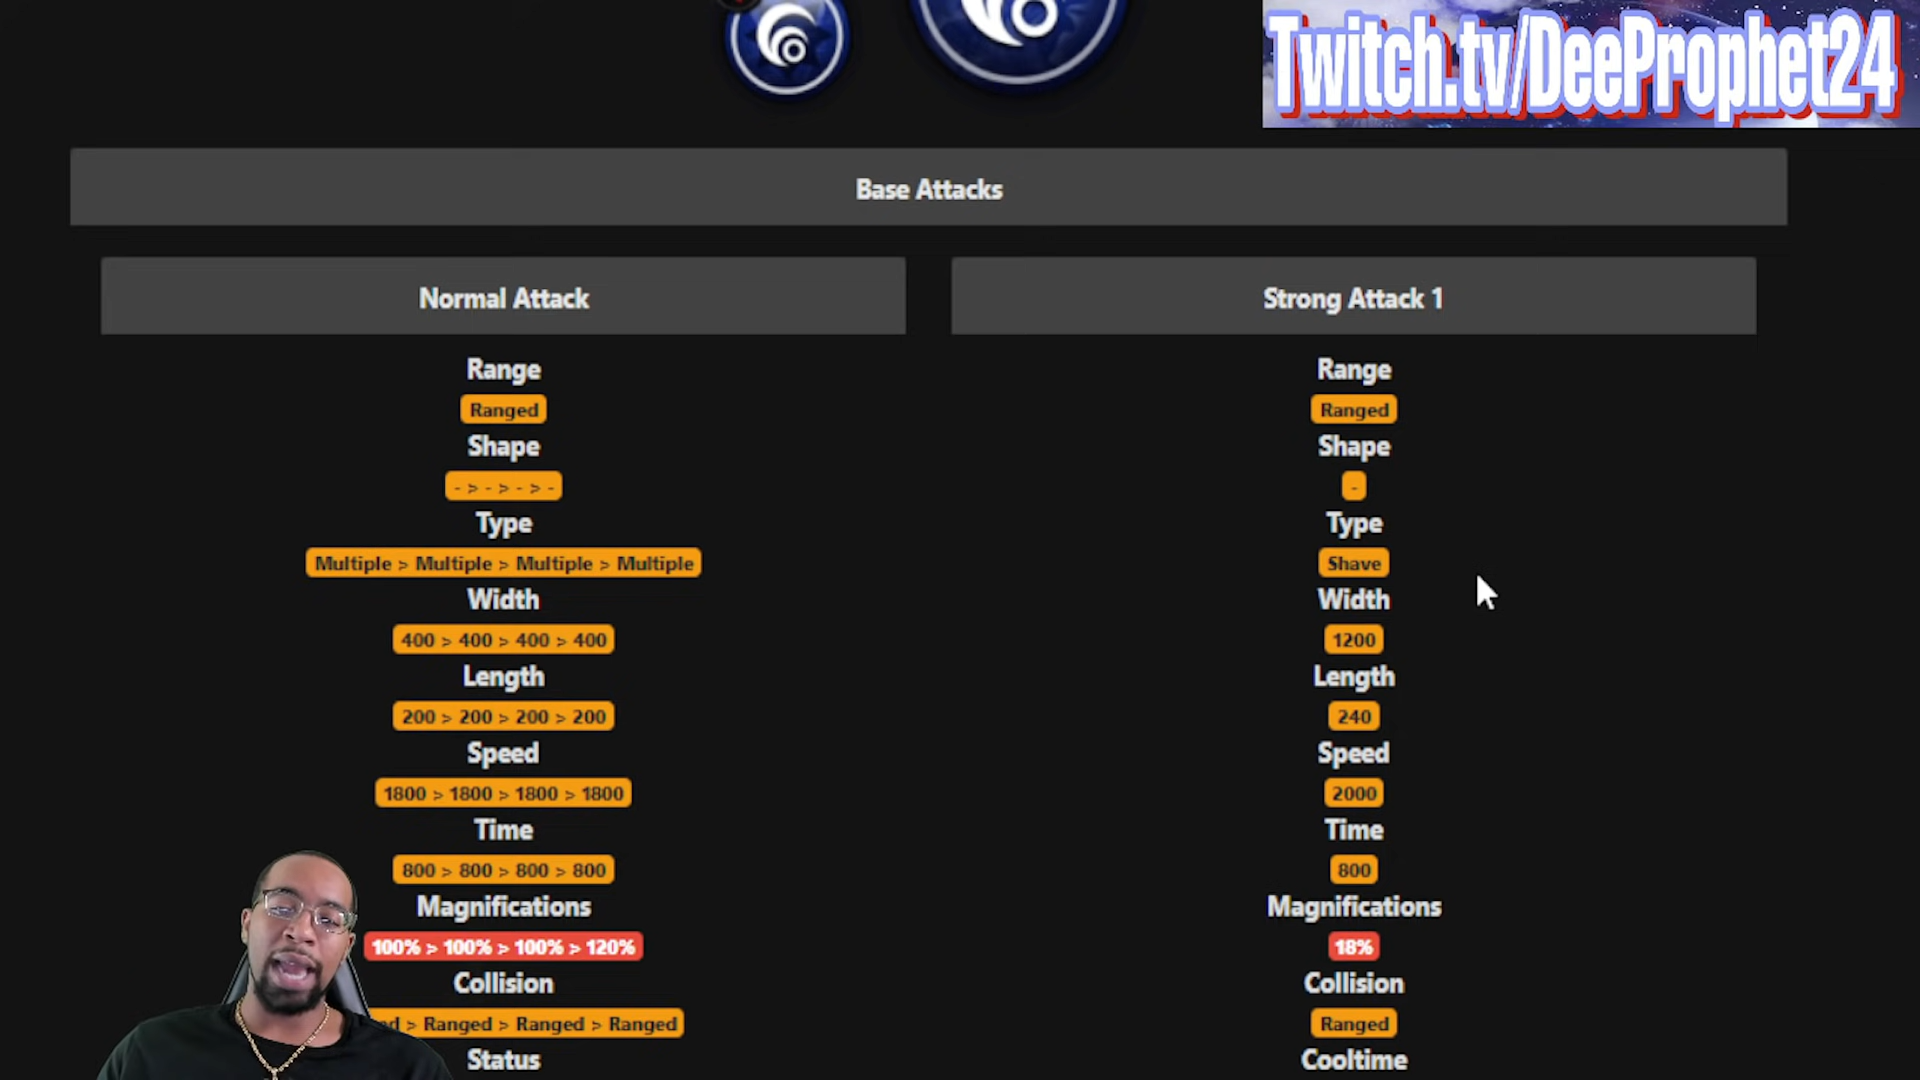 Twitch.tv/DeeProphet24
Base Attacks
Normal Attack
Range
Ranged
Shape
- > - > - > -
Type
Multiple > Multiple > Multiple > Multiple
Width
400 > 400 > 400 > 400
Length
200 > 200 > 200 > 200
Speed
1800 > 1800 > 1800 > 1800
Time
800 > 800 > 800 > 800
Magnifications
100% > 100% > 100% > 120%
Collision
> Ranged > Ranged > Ranged
Status
Strong Attack 1
Range
Ranged
Shape
-
Type
Shave
Width
1200
Length
240
Speed
2000
Time
800
Magnifications
18%
Collision
Ranged
Cooltime